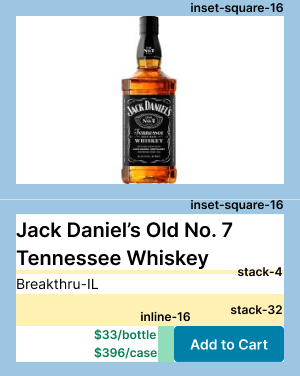 inset-square-16
JACK DANIEL'S
OLD
No.7
Tennessee
WHISKEY
inset-square-16
Jack Daniel’s Old No. 7
Tennessee Whiskey
stack-4
Breakthru-IL
stack-32
inline-16
$33/bottle
$396/case
Add to Cart